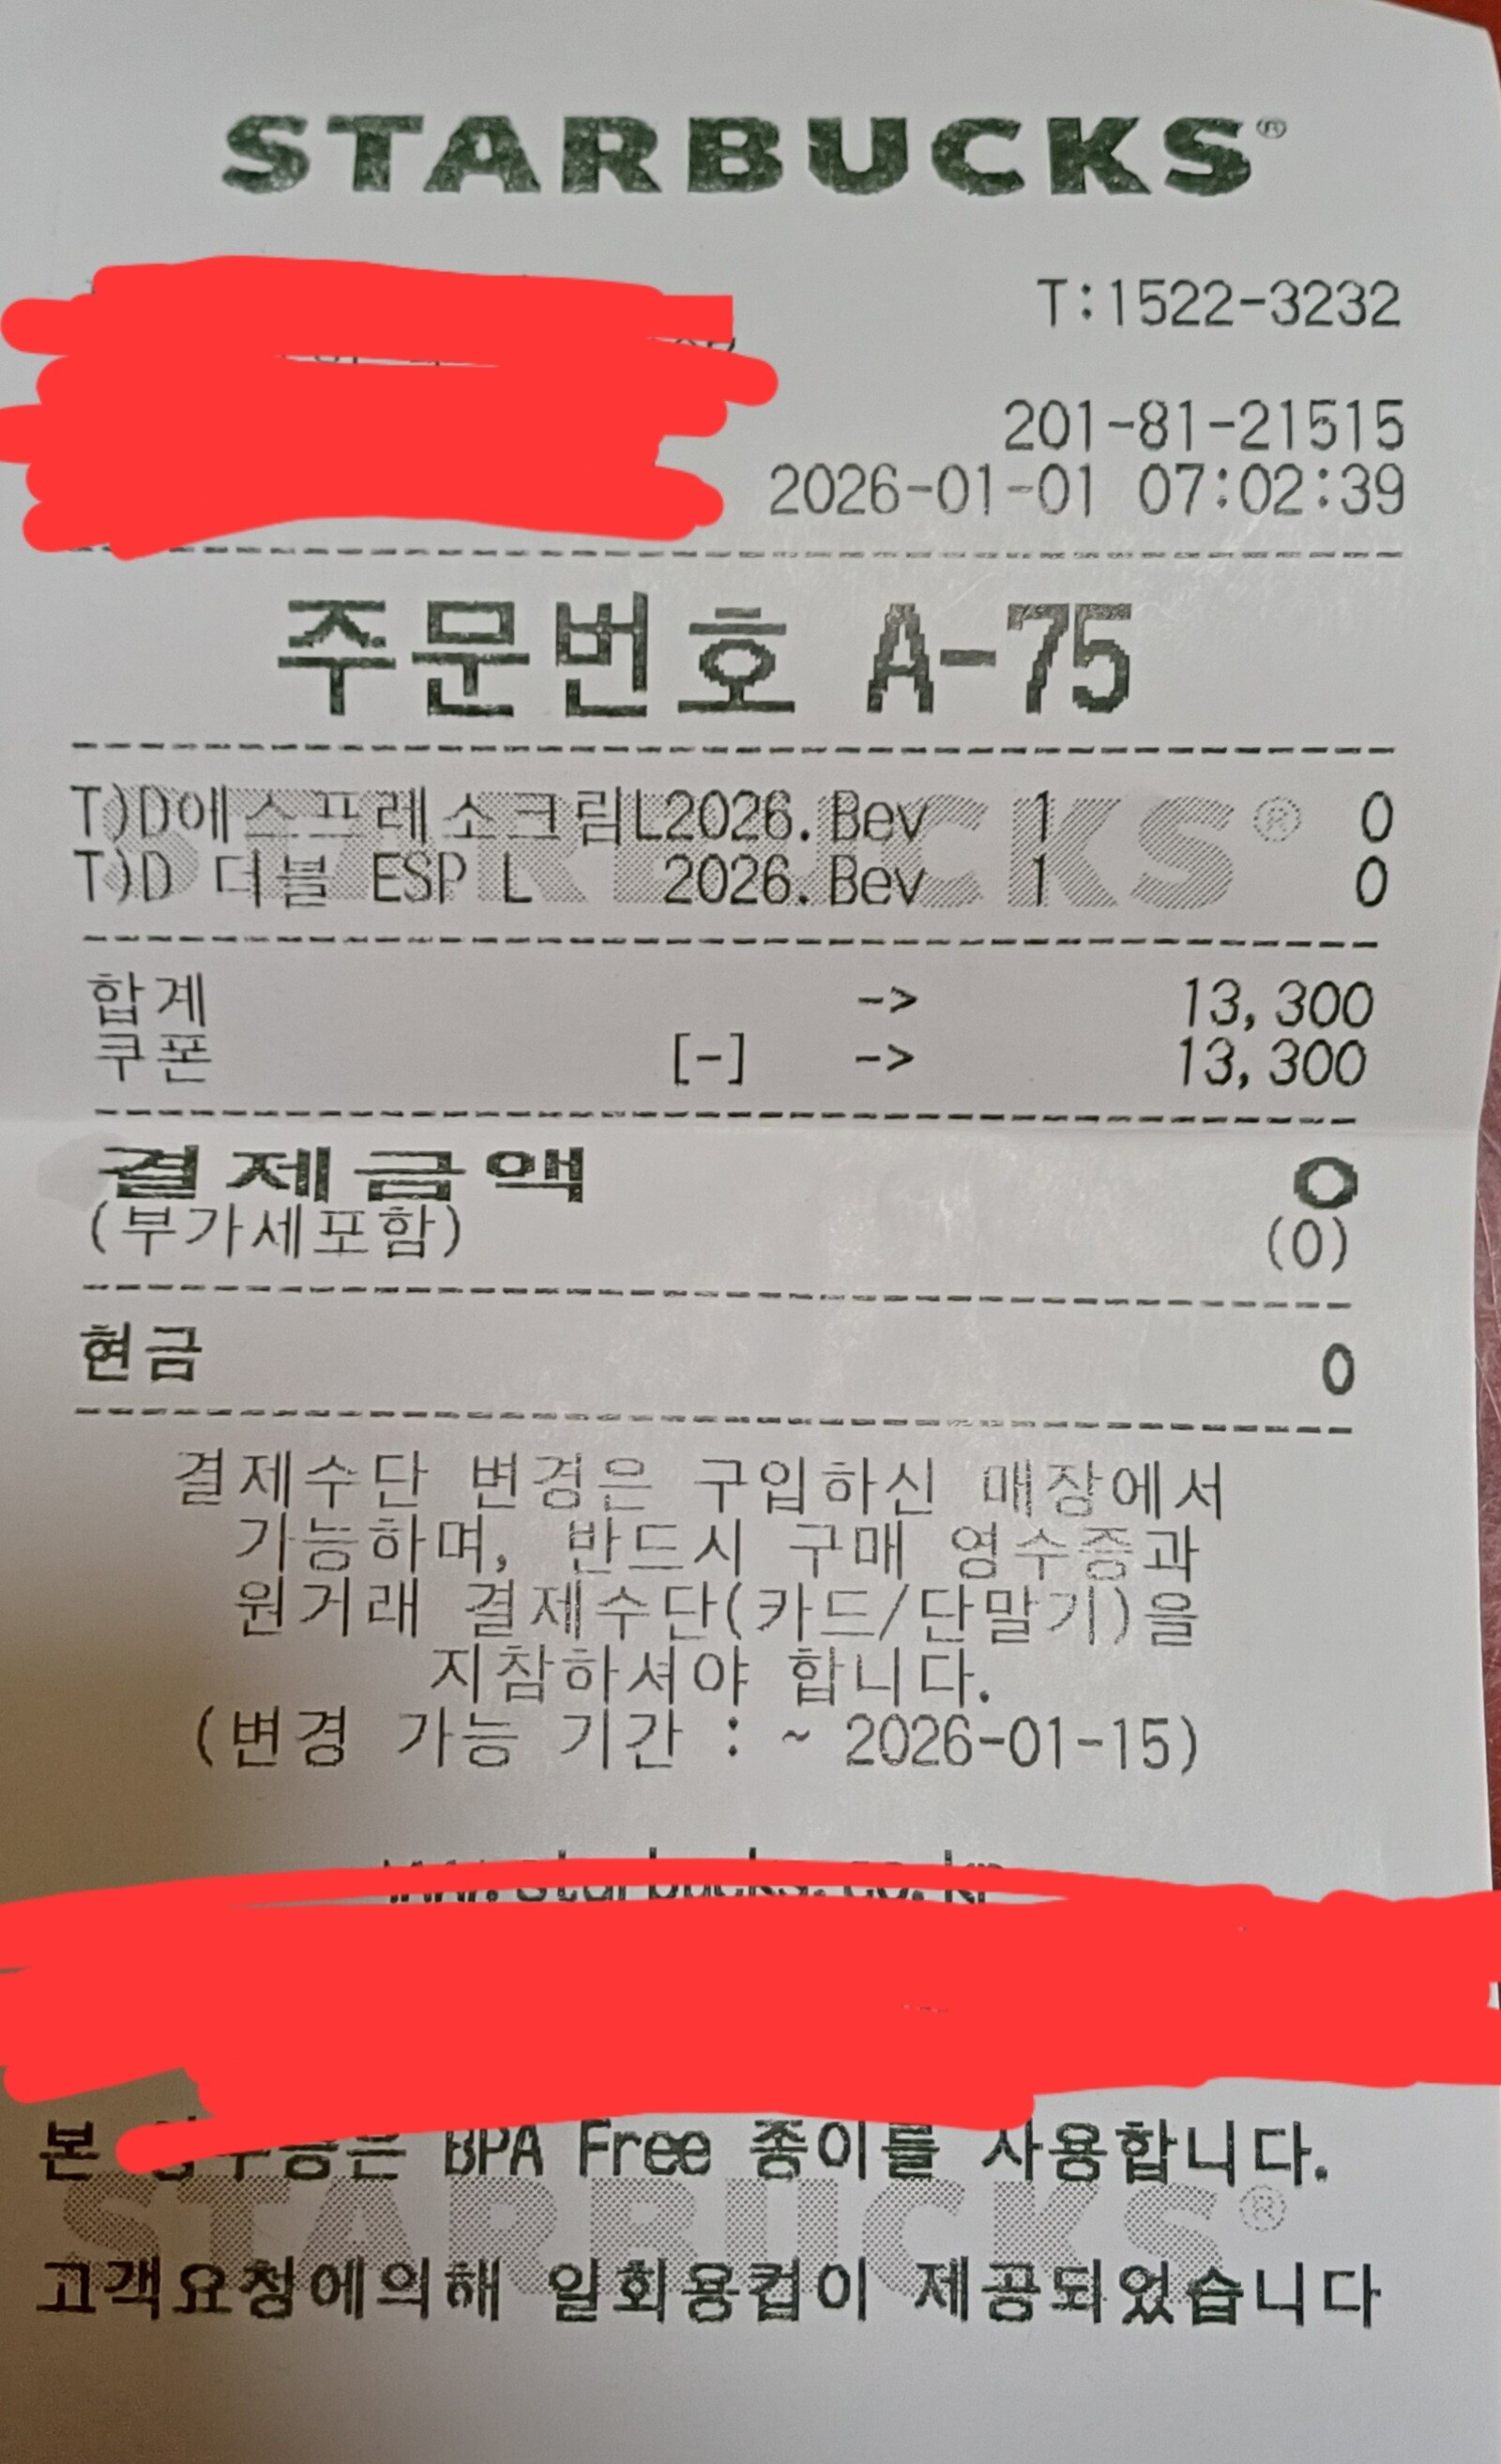 STARBUCKS®
T:1522-3232
201-81-21515
2026-01-01 07:02:39
주문번호 A-75
T)D에스프레소크림L2026.Bev 1 0
T)D 더블 ESP L 2026.Bev 1 0
STARBUCKS®
합계 -> 13,300
쿠폰 [-] -> 13,300
결제금액 0
(부가세포함) (0)
현금 0
결제수단 변경은 구입하신 매장에서
가능하며, 반드시 구매 영수증과
원거래 결제수단(카드/단말기)을
지참하셔야 합니다.
(변경 가능 기간 : ~ 2026-01-15)
www.starbucks.co.kr
본 BPA Free 종이를 사용합니다.
STARBUCKS®
고객요청에의해 일회용컵이 제공되었습니다